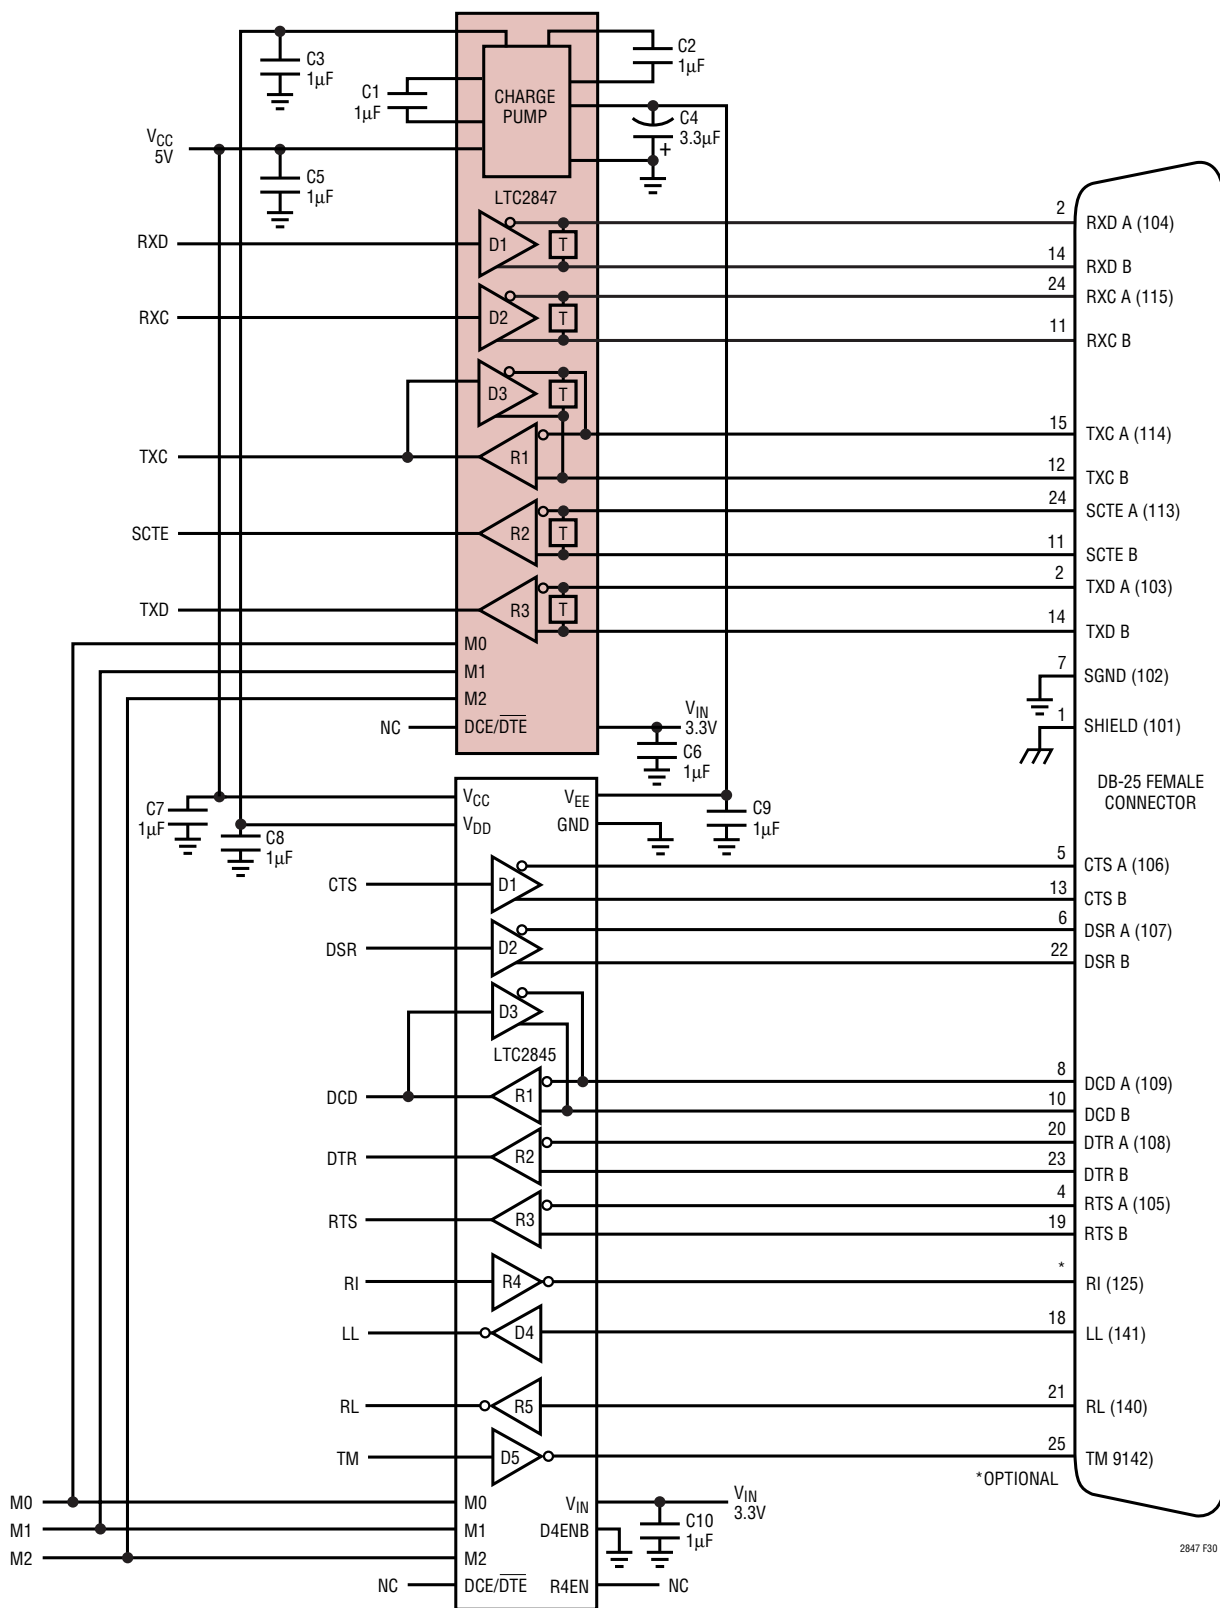 C3
1µF
C1
1µF
CHARGE
PUMP
C2
1µF
C4
3.3µF
+
VCC
5V
C5
1µF
LTC2847
RXD
D1
T
2
RXD A (104)
14
RXD B
RXC
D2
T
24
RXC A (115)
11
RXC B
D3
T
TXC
R1
15
TXC A (114)
12
TXC B
SCTE
R2
T
24
SCTE A (113)
11
SCTE B
TXD
R3
T
2
TXD A (103)
14
TXD B
M0
M1
M2
NC
DCE/DTE
VIN
3.3V
C6
1µF
7
SGND (102)
1
SHIELD (101)
DB-25 FEMALE
CONNECTOR
C7
1µF
C8
1µF
VCC
VDD
VEE
GND
C9
1µF
CTS
D1
5
CTS A (106)
13
CTS B
DSR
D2
6
DSR A (107)
22
DSR B
D3
LTC2845
DCD
R1
8
DCD A (109)
10
DCD B
DTR
R2
20
DTR A (108)
23
DTR B
RTS
R3
4
RTS A (105)
19
RTS B
RI
R4
*
RI (125)
LL
D4
18
LL (141)
RL
R5
21
RL (140)
TM
D5
25
TM 9142)
*OPTIONAL
M0
M1
M2
M0
M1
M2
NC
DCE/DTE
VIN
D4ENB
R4EN
NC
VIN
3.3V
C10
1µF
2847 F30